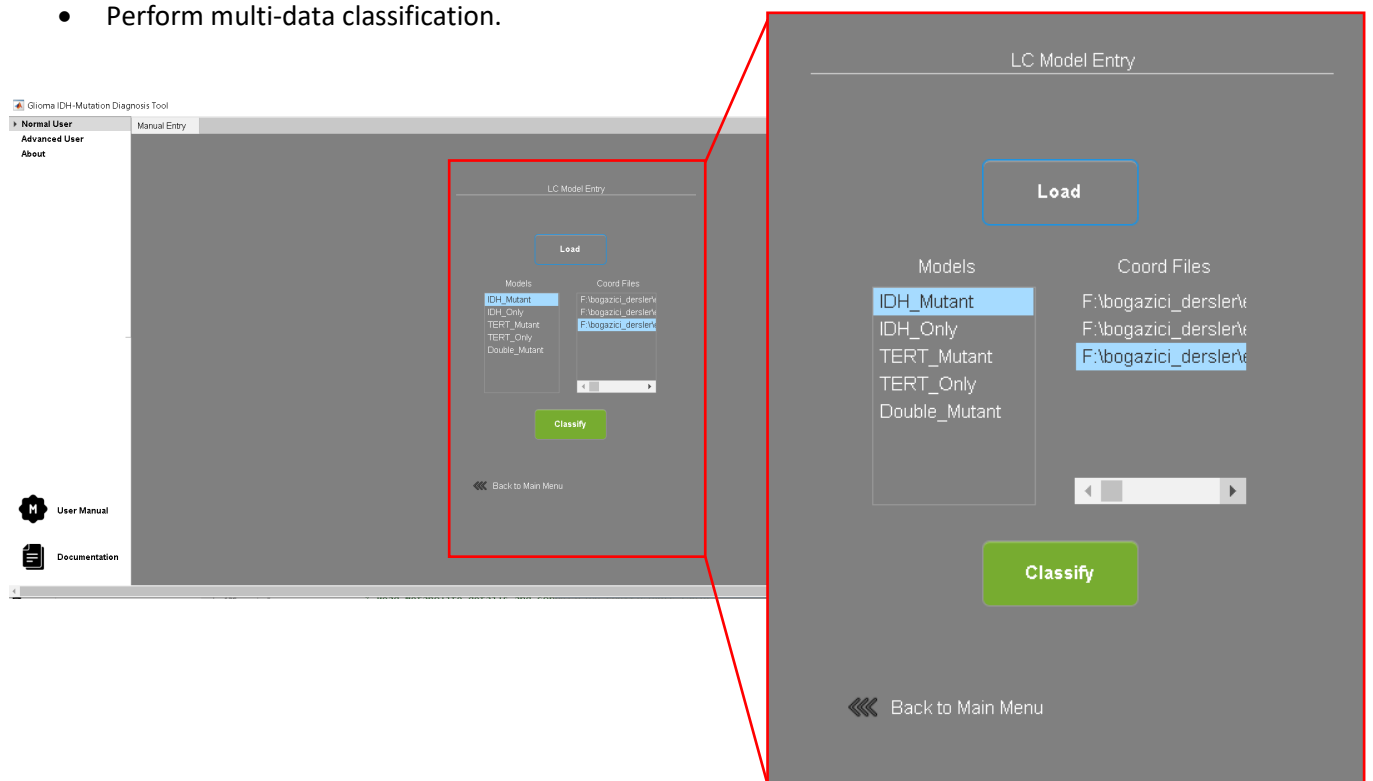 • Perform multi-data classification.
Glioma IDH-Mutation Diagnosis Tool
Normal User
Advanced User
About
Manual Entry
LC Model Entry
Load
Models
Coord Files
IDH_Mutant
IDH_Only
TERT_Mutant
TERT_Only
Double_Mutant
F:\bogazici_dersler\e
F:\bogazici_dersler\e
F:\bogazici_dersler\e
Classify
Back to Main Menu
M
User Manual
Documentation
LC Model Entry
Load
Models
Coord Files
IDH_Mutant
IDH_Only
TERT_Mutant
TERT_Only
Double_Mutant
F:\bogazici_dersler\e
F:\bogazici_dersler\e
F:\bogazici_dersler\e
Classify
Back to Main Menu